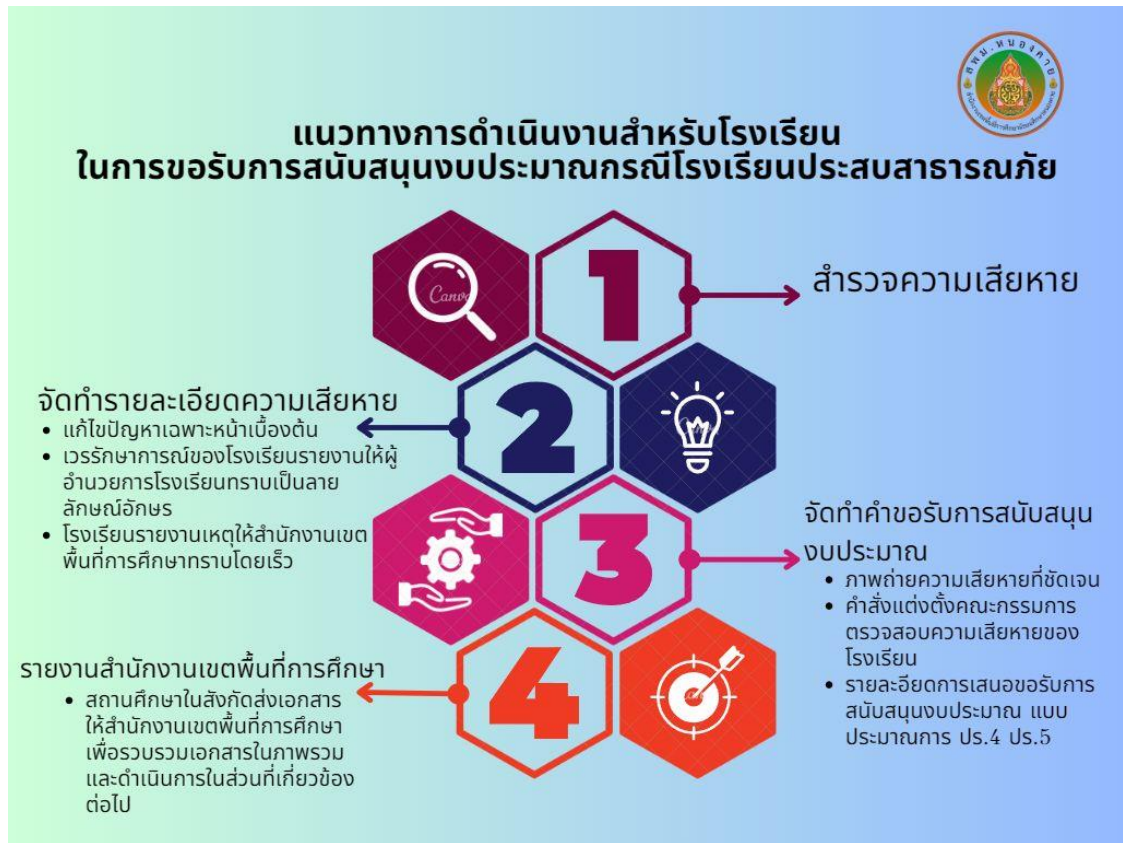 สพม.หนองคาย
แนวทางการดำเนินงานสำหรับโรงเรียน
ในการขอรับการสนับสนุนงบประมาณกรณีโรงเรียนประสบสาธารณภัย
1
สำรวจความเสียหาย
Canva
2
จัดทำรายละเอียดความเสียหาย
• แก้ไขปัญหาเฉพาะหน้าเบื้องต้น
• เวรรักษาการณ์ของโรงเรียนรายงานให้ผู้
อำนวยการโรงเรียนทราบเป็นลาย
ลักษณ์อักษร
• โรงเรียนรายงานเหตุให้สำนักงานเขต
พื้นที่การศึกษาทราบโดยเร็ว
3
จัดทำคำขอรับการสนับสนุน
งบประมาณ
• ภาพถ่ายความเสียหายที่ชัดเจน
• คำสั่งแต่งตั้งคณะกรรมการ
ตรวจสอบความเสียหายของ
โรงเรียน
• รายละอียดการเสนอขอรับการ
สนับสนุนงบประมาณ แบบ
ประมาณการ ปร.4 ปร.5
4
รายงานสำนักงานเขตพื้นที่การศึกษา
• สถานศึกษาในสังกัดส่งเอกสาร
ให้สำนักงานเขตพื้นที่การศึกษา
เพื่อรวบรวมเอกสารในภาพรวม
และดำเนินการในส่วนที่เกี่ยวข้อง
ต่อไป